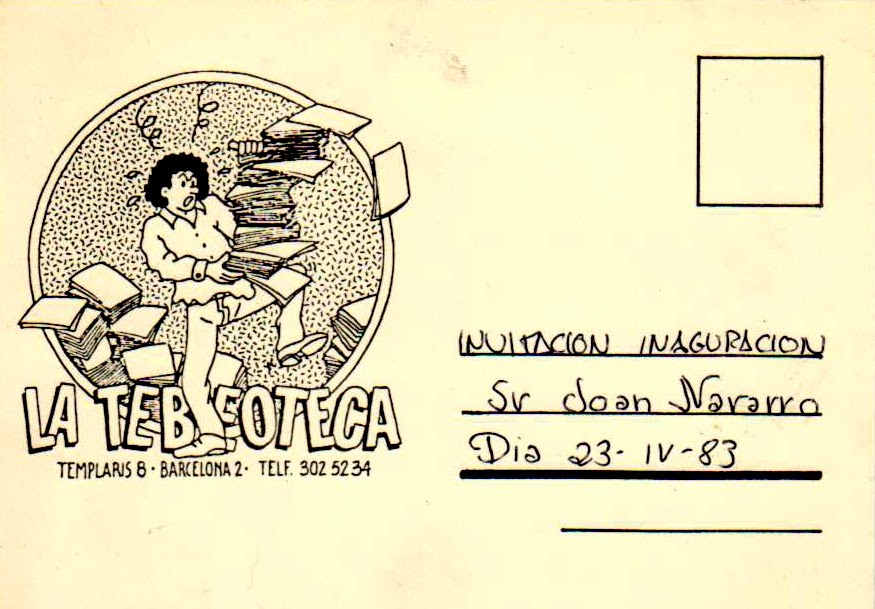 LA TEBEOTECA
TEMPLARIS 8 · BARCELONA 2 · TELF. 302 52 34
INVITACION INAGURACION
Sr Joan Navarro
Dia 23-IV-83